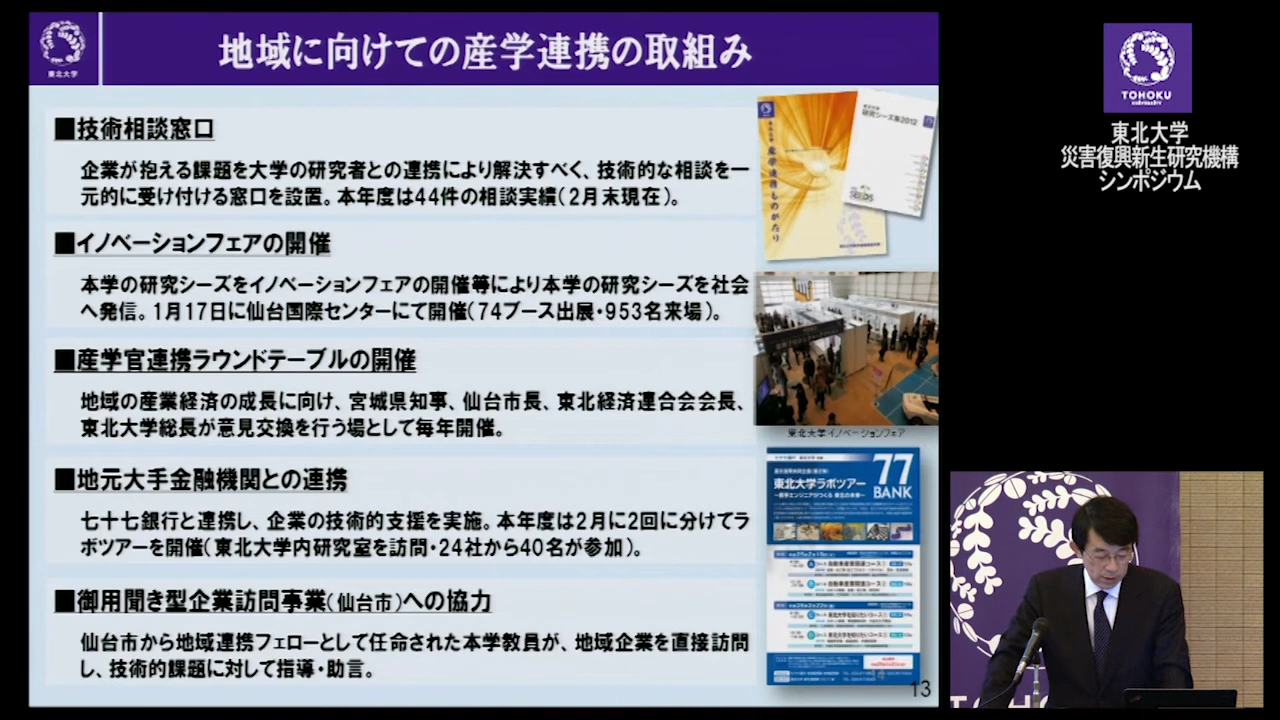 東北大学
地域に向けての産学連携の取組み
■技術相談窓口
企業が抱える課題を大学の研究者との連携により解決すべく、技術的な相談を一
元的に受け付ける窓口を設置。本年度は44件の相談実績（2月末現在）。
■イノベーションフェアの開催
本学の研究シーズをイノベーションフェアの開催等により本学の研究シーズを社会
へ発信。1月17日に仙台国際センターにて開催（74ブース出展・953名来場）。
■産学官連携ラウンドテーブルの開催
地域の産業経済の成長に向け、宮城県知事、仙台市長、東北経済連合会会長、
東北大学総長が意見交換を行う場として毎年開催。
■地元大手金融機関との連携
七十七銀行と連携し、企業の技術的支援を実施。本年度は2月に2回に分けてラ
ボツアーを開催（東北大学内研究室を訪問・24社から40名が参加）。
■御用聞き型企業訪問事業（仙台市）への協力
仙台市から地域連携フェローとして任命された本学教員が、地域企業を直接訪問
し、技術的課題に対して指導・助言。
産学連携ものがたり
研究シーズ集2012
東北大学イノベーションフェア
77
BANK
東北大学ラボツアー
13
TOHOKU
UNIVERSITY
東北大学
災害復興新生研究機構
シンポジウム